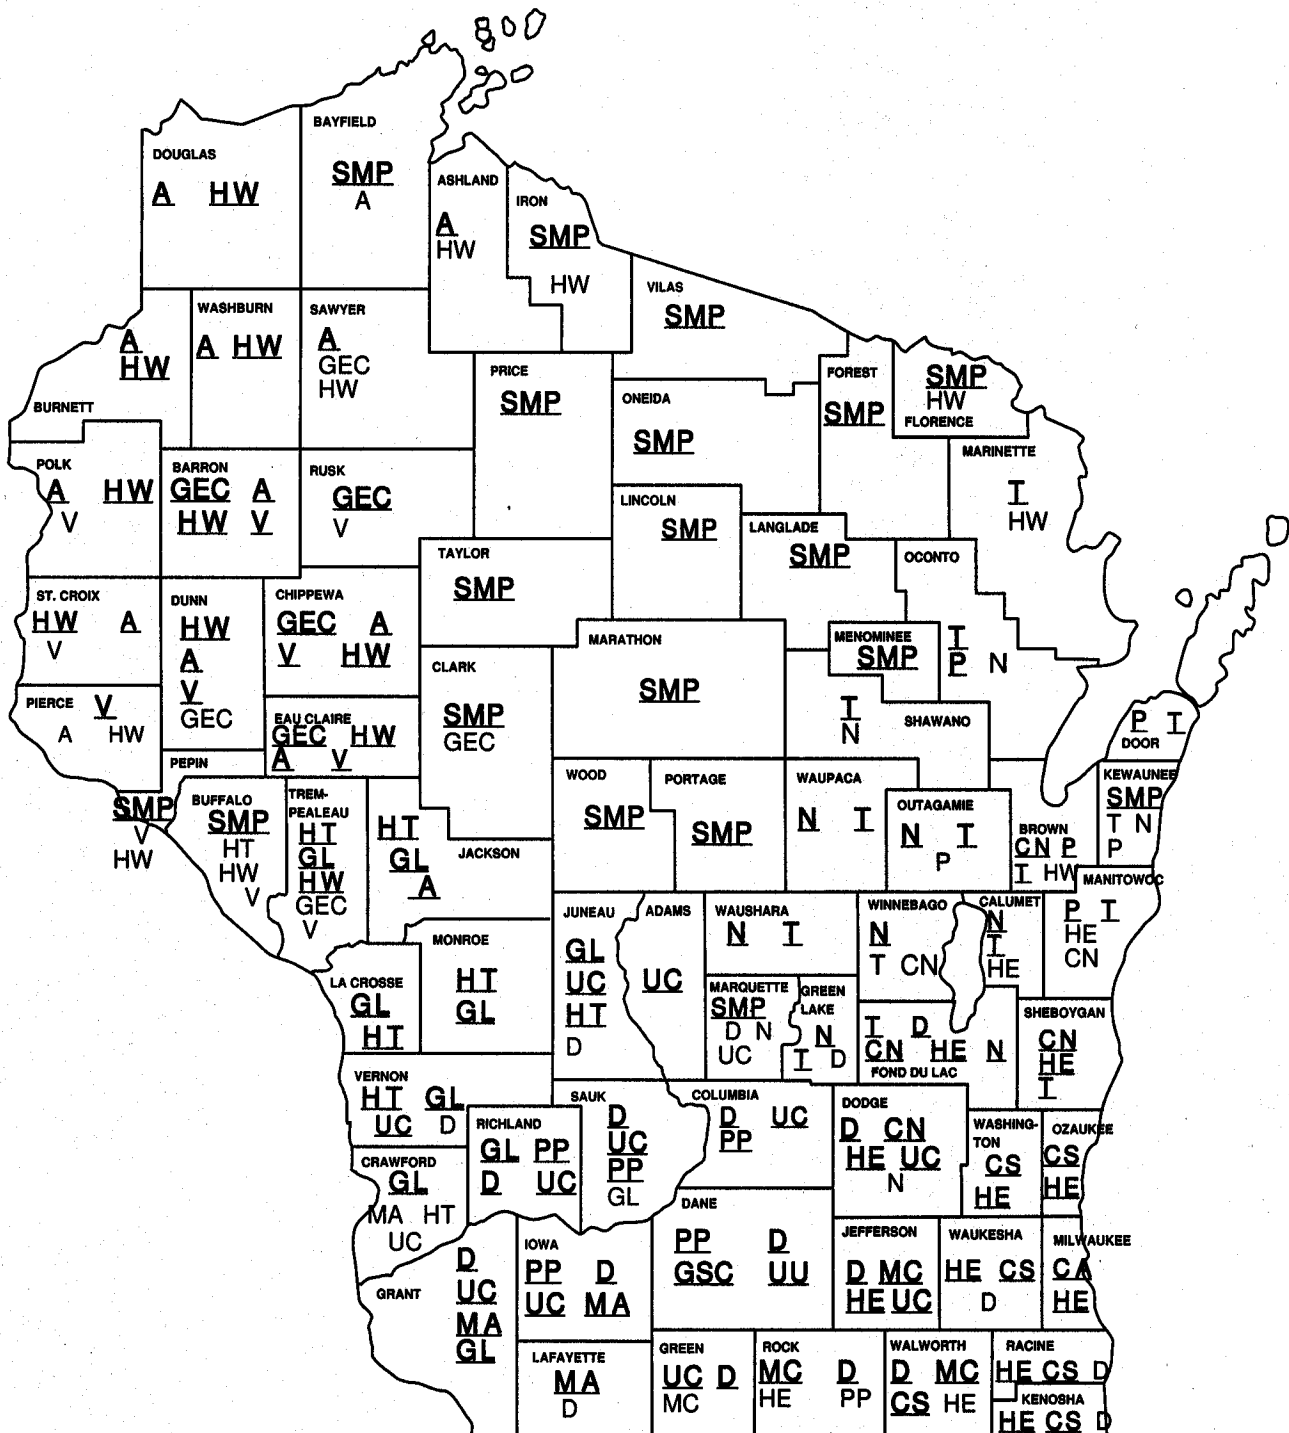 BAYFIELD
SMP
A
DOUGLAS
A HW
ASHLAND
A
HW
IRON
SMP
HW
VILAS
SMP
BURNETT
A
HW
WASHBURN
A HW
SAWYER
A
GEC
HW
PRICE
SMP
ONEIDA
SMP
FOREST
SMP
SMP
HW
FLORENCE
MARINETTE
T
HW
POLK
A HW
V
BARRON
GEC A
HW V
RUSK
GEC
V
LINCOLN
SMP
LANGLADE
SMP
TAYLOR
SMP
OCONTO
T
P N
ST. CROIX
HW A
V
DUNN
HW
A
V
GEC
CHIPPEWA
GEC A
V HW
MARATHON
SMP
MENOMINEE
SMP
CLARK
SMP
GEC
T
N
SHAWANO
PIERCE
V
A HW
EAU CLAIRE
GEC HW
A V
P T
DOOR
PEPIN
SMP
V
HW
BUFFALO
SMP
HT
HW
V
TREM-
PEALEAU
HT
GL
HW
GEC
V
HT
GL
JACKSON
A
WOOD
SMP
PORTAGE
SMP
WAUPACA
N T
OUTAGAMIE
N T
P
BROWN
CN P
T HW
KEWAUNEE
SMP
T N
P
MANITOWOC
P T
HE
CN
MONROE
HT
GL
JUNEAU
GL
UC
HT
D
ADAMS
UC
WAUSHARA
N T
WINNEBAGO
N
T CN
CALUMET
N
T
HE
LA CROSSE
GL
HT
MARQUETTE
SMP
D N
UC
GREEN
LAKE
N
T D
T D
CN HE N
FOND DU LAC
SHEBOYGAN
CN
HE
T
VERNON
HT GL
UC D
RICHLAND
GL PP
D UC
SAUK
D
UC
PP
GL
COLUMBIA
D UC
PP
DODGE
D CN
HE UC
N
WASHING-
TON
CS
HE
OZAUKEE
CS
HE
CRAWFORD
GL
MA HT
UC
DANE
PP D
GSC UU
JEFFERSON
D MC
HE UC
WAUKESHA
HE CS
D
MILWAUKEE
CA
HE
GRANT
D
UC
MA
GL
IOWA
PP D
UC MA
LAFAYETTE
MA
D
GREEN
UC D
MC
ROCK
MC D
HE PP
WALWORTH
D MC
CS HE
RACINE
HE CS D
KENOSHA
HE CS D